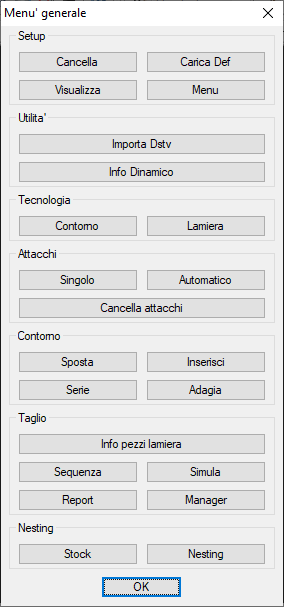 Menu' generale
Setup
Cancella Carica Def
Visualizza Menu
Utilita'
Importa Dstv
Info Dinamico
Tecnologia
Contorno Lamiera
Attacchi
Singolo Automatico
Cancella attacchi
Contorno
Sposta Inserisci
Serie Adagia
Taglio
Info pezzi lamiera
Sequenza Simula
Report Manager
Nesting
Stock Nesting
OK